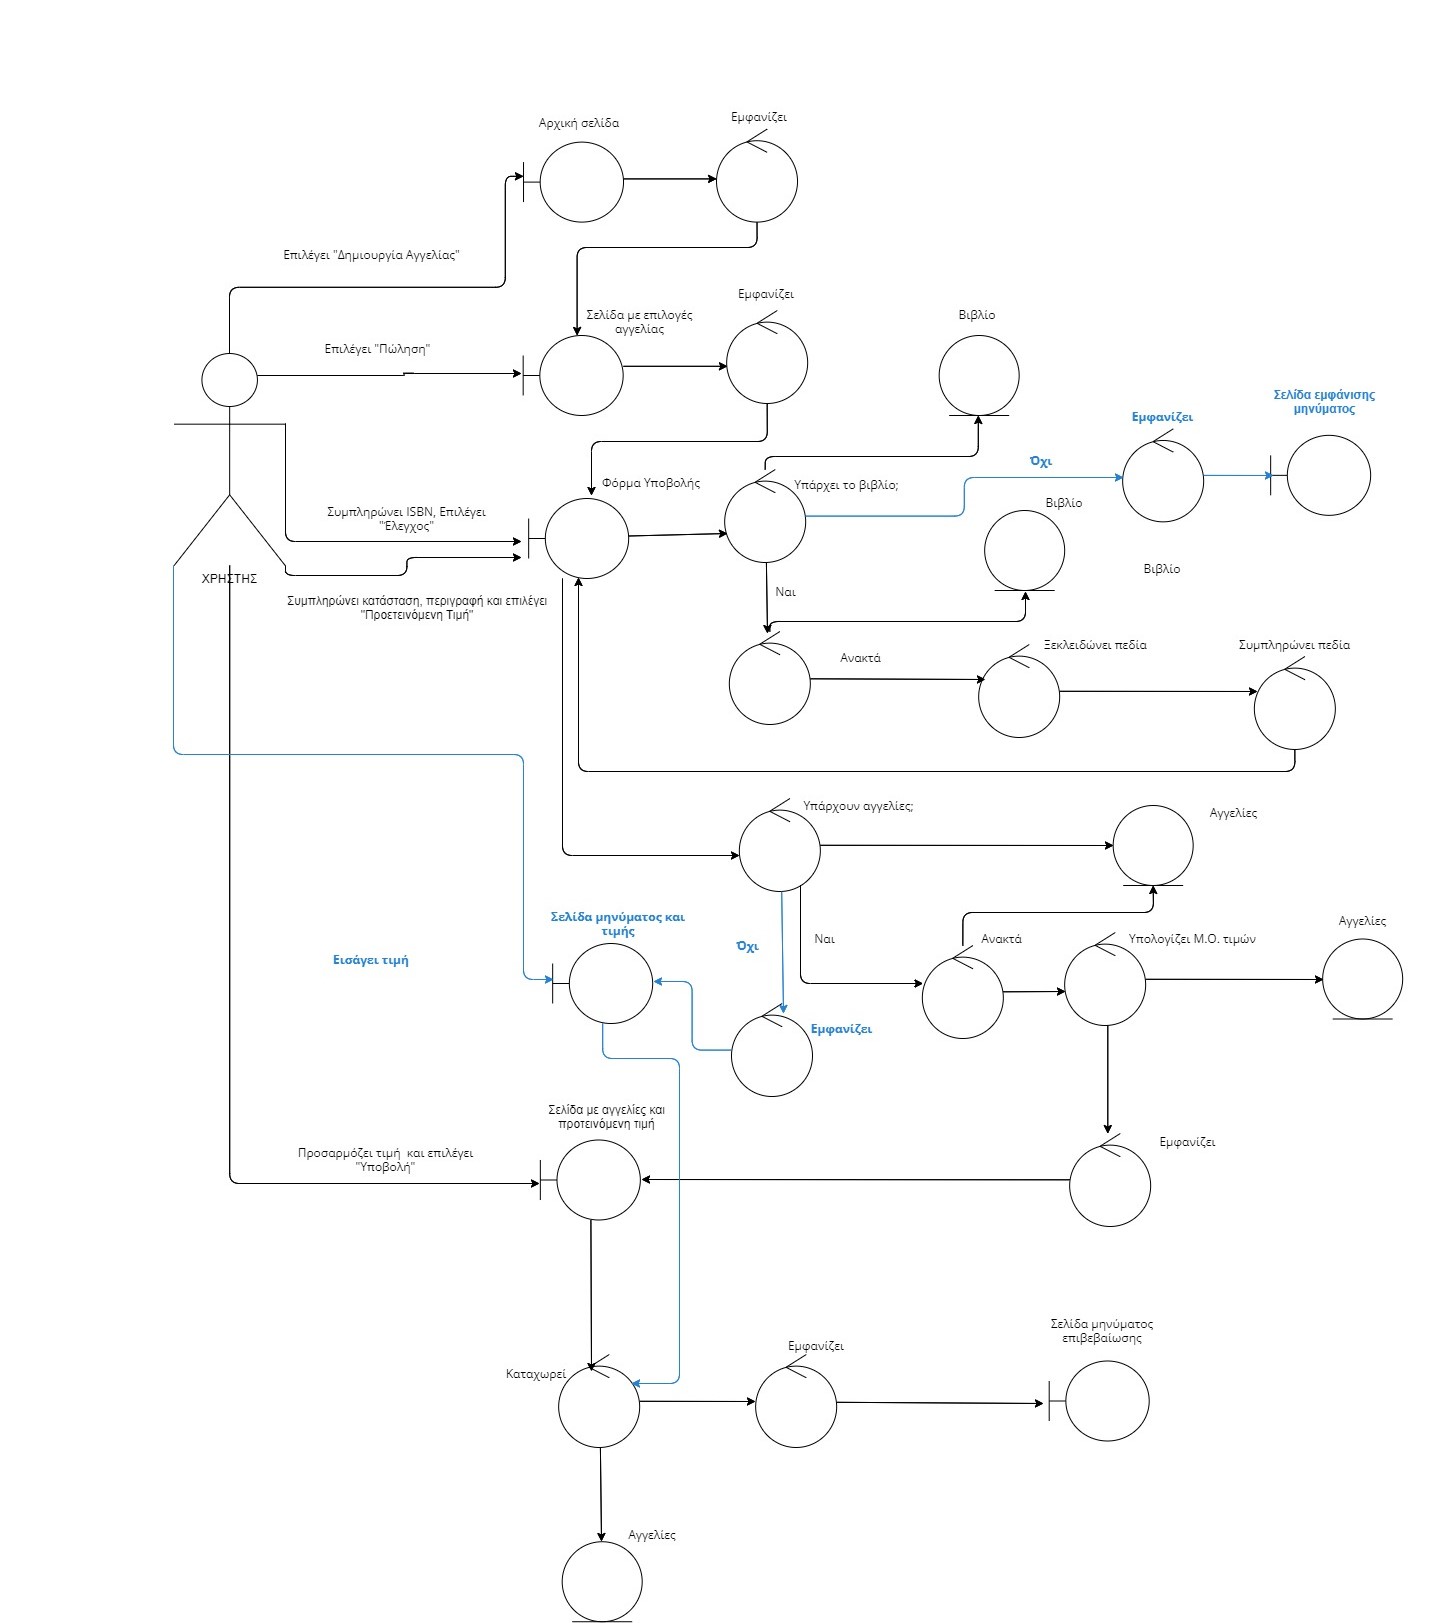 Εμφανίζει
Αρχική σελίδα
Επιλέγει "Δημιουργία Αγγελίας"
Εμφανίζει
Σελίδα με επιλογές
αγγελίας
Βιβλίο
Επιλέγει "Πώληση"
Σελίδα εμφάνισης
μηνύματος
Εμφανίζει
Όχι
Φόρμα Υποβολής
Υπάρχει το βιβλίο;
Βιβλίο
Συμπληρώνει ISBN, Επιλέγει
"Έλεγχος"
Βιβλίο
ΧΡΗΣΤΗΣ
Ναι
Συμπληρώνει κατάσταση, περιγραφή και επιλέγει
"Προετεινόμενη Τιμή"
Ανακτά
Ξεκλειδώνει πεδία
Συμπληρώνει πεδία
Υπάρχουν αγγελίες;
Αγγελίες
Σελίδα μηνύματος και
τιμής
Εισάγει τιμή
Όχι
Ναι
Ανακτά
Υπολογίζει Μ.Ο. τιμών
Αγγελίες
Εμφανίζει
Σελίδα με αγγελίες και
προτεινόμενη τιμή
Προσαρμόζει τιμή  και επιλέγει
"Υποβολή"
Εμφανίζει
Σελίδα μηνύματος
επιβεβαίωσης
Εμφανίζει
Καταχωρεί
Αγγελίες